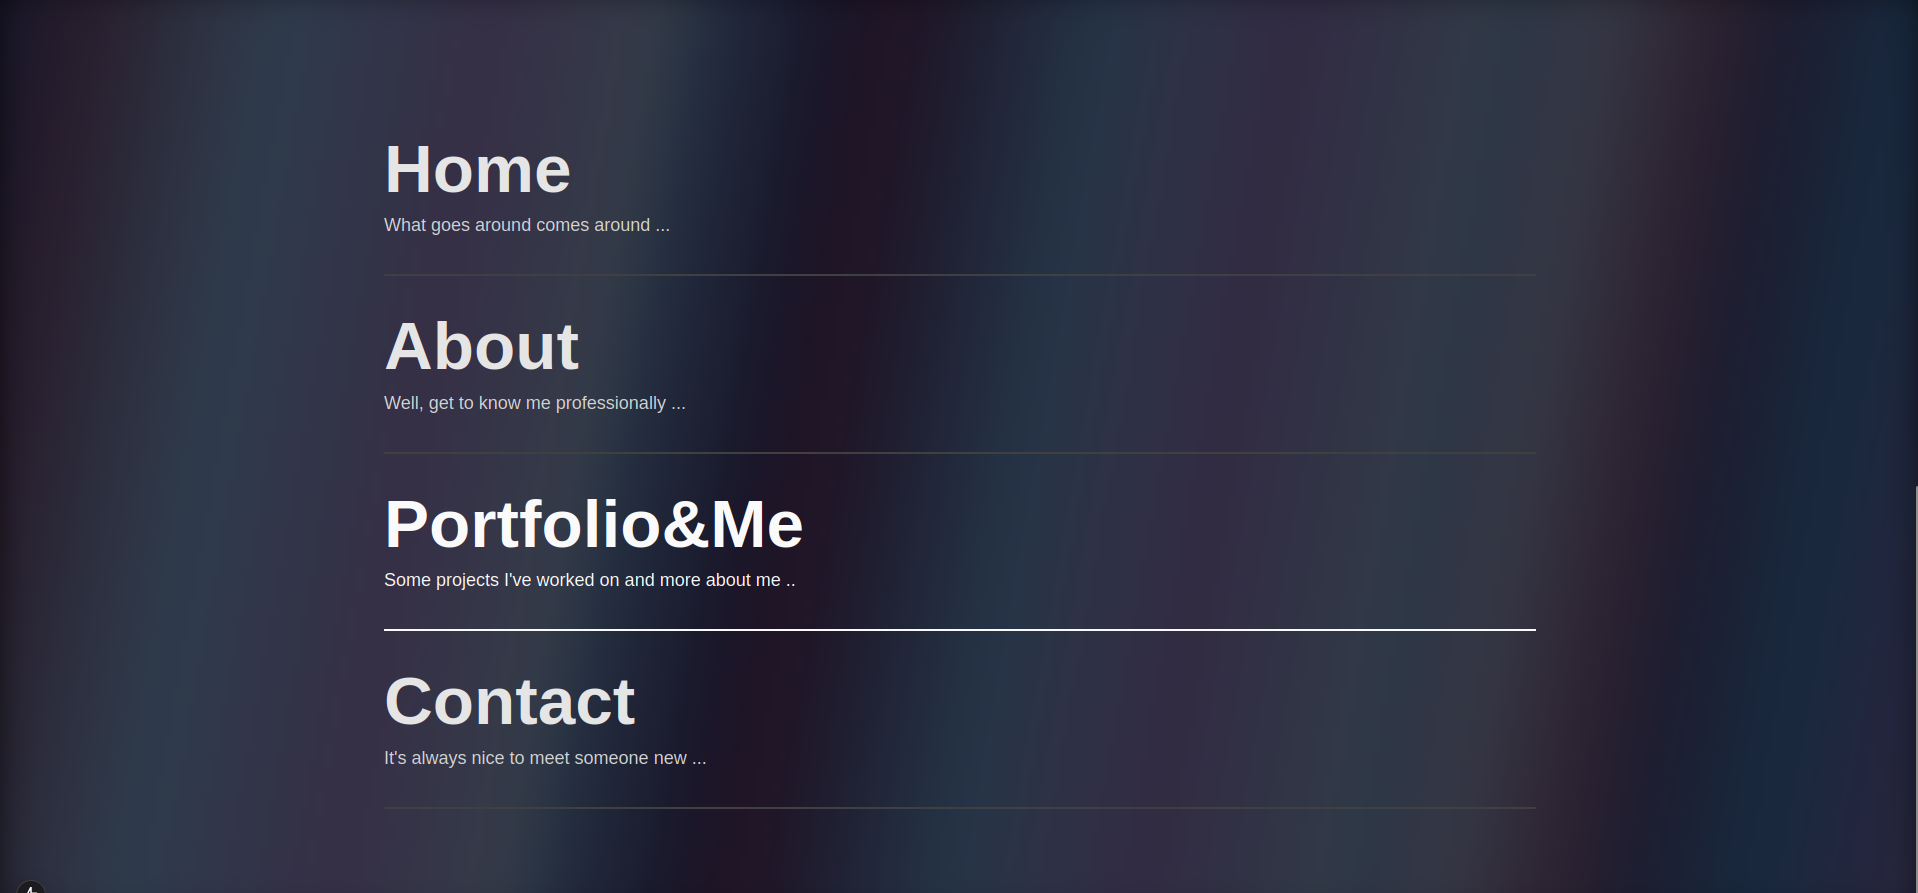 Home
What goes around comes around ...
About
Well, get to know me professionally ...
Portfolio&Me
Some projects I've worked on and more about me ..
Contact
It's always nice to meet someone new ...